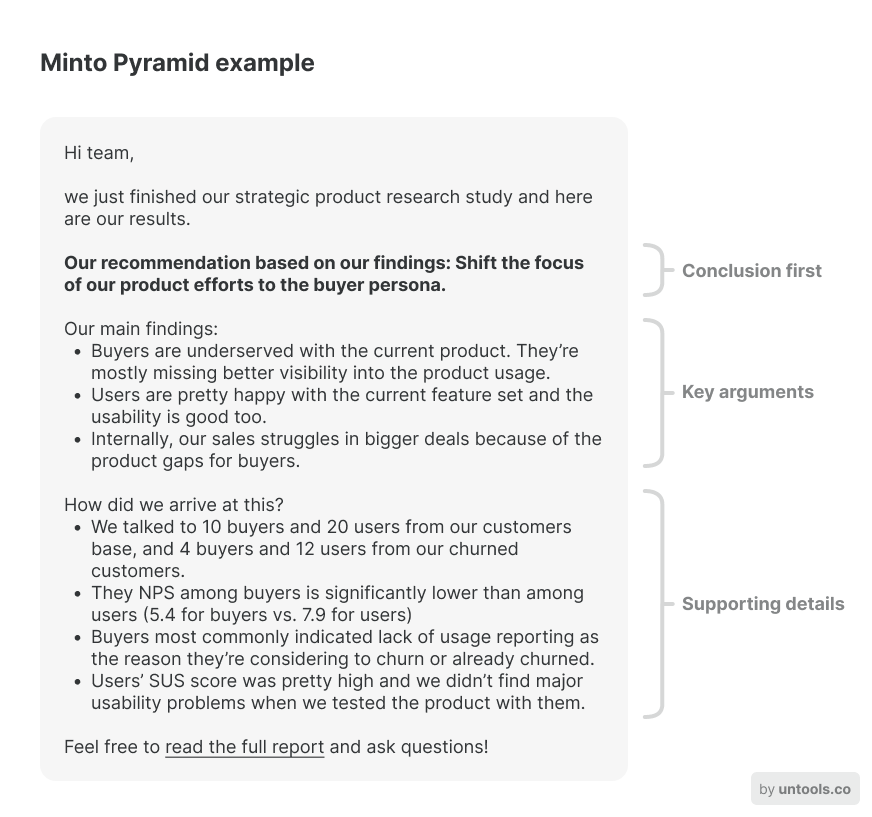 Minto Pyramid example
Hi team,
we just finished our strategic product research study and here
are our results.
Our recommendation based on our findings: Shift the focus
of our product efforts to the buyer persona.
Conclusion first
Our main findings:
• Buyers are underserved with the current product. They’re
mostly missing better visibility into the product usage.
• Users are pretty happy with the current feature set and the
usability is good too.
• Internally, our sales struggles in bigger deals because of the
product gaps for buyers.
Key arguments
How did we arrive at this?
• We talked to 10 buyers and 20 users from our customers
base, and 4 buyers and 12 users from our churned
customers.
• They NPS among buyers is significantly lower than among
users (5.4 for buyers vs. 7.9 for users)
• Buyers most commonly indicated lack of usage reporting as
the reason they’re considering to churn or already churned.
• Users’ SUS score was pretty high and we didn’t find major
usability problems when we tested the product with them.
Supporting details
Feel free to read the full report and ask questions!
by untools.co